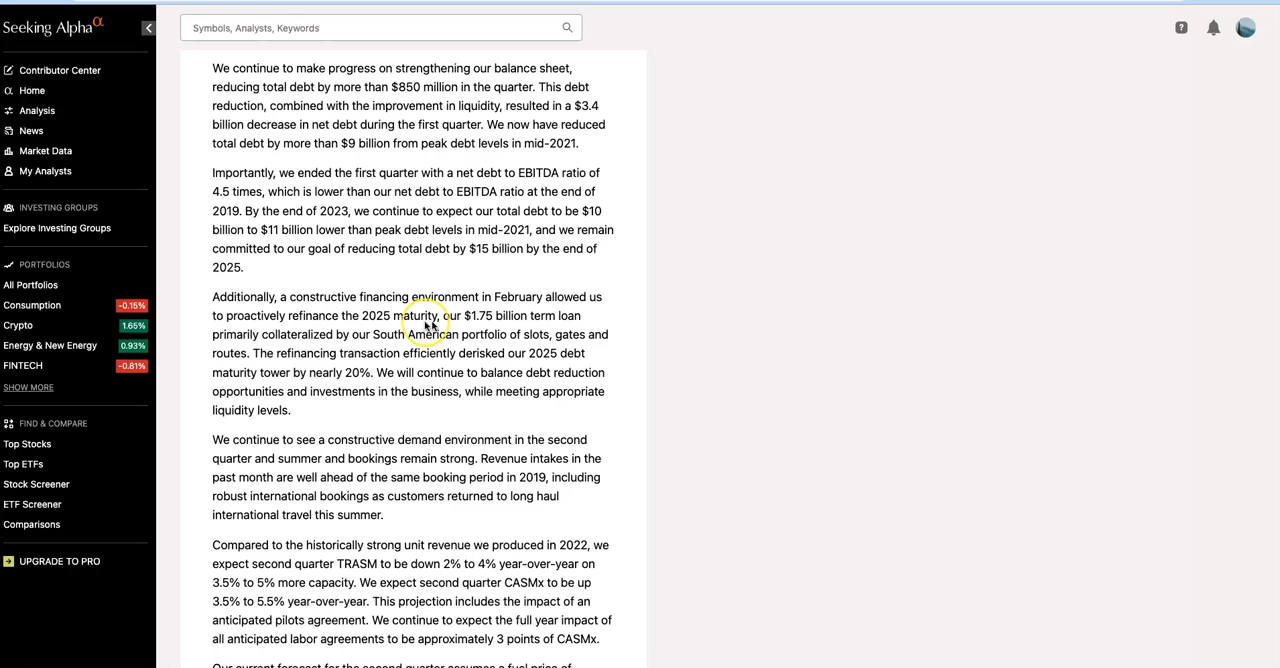 Seeking Alpha α
Symbols, Analysts, Keywords
?
Contributor Center
Home
Analysis
News
Market Data
My Analysts
INVESTING GROUPS
Explore Investing Groups
PORTFOLIOS
All Portfolios
Consumption -0.15%
Crypto 1.65%
Energy & New Energy 0.93%
FINTECH -0.81%
SHOW MORE
FIND & COMPARE
Top Stocks
Top ETFs
Stock Screener
ETF Screener
Comparisons
UPGRADE TO PRO
We continue to make progress on strengthening our balance sheet,
reducing total debt by more than $850 million in the quarter. This debt
reduction, combined with the improvement in liquidity, resulted in a $3.4
billion decrease in net debt during the first quarter. We now have reduced
total debt by more than $9 billion from peak debt levels in mid-2021.
Importantly, we ended the first quarter with a net debt to EBITDA ratio of
4.5 times, which is lower than our net debt to EBITDA ratio at the end of
2019. By the end of 2023, we continue to expect our total debt to be $10
billion to $11 billion lower than peak debt levels in mid-2021, and we remain
committed to our goal of reducing total debt by $15 billion by the end of
2025.
Additionally, a constructive financing environment in February allowed us
to proactively refinance the 2025 maturity, our $1.75 billion term loan
primarily collateralized by our South American portfolio of slots, gates and
routes. The refinancing transaction efficiently derisked our 2025 debt
maturity tower by nearly 20%. We will continue to balance debt reduction
opportunities and investments in the business, while meeting appropriate
liquidity levels.
We continue to see a constructive demand environment in the second
quarter and summer and bookings remain strong. Revenue intakes in the
past month are well ahead of the same booking period in 2019, including
robust international bookings as customers returned to long haul
international travel this summer.
Compared to the historically strong unit revenue we produced in 2022, we
expect second quarter TRASM to be down 2% to 4% year-over-year on
3.5% to 5% more capacity. We expect second quarter CASMx to be up
3.5% to 5.5% year-over-year. This projection includes the impact of an
anticipated pilots agreement. We continue to expect the full year impact of
all anticipated labor agreements to be approximately 3 points of CASMx.
Our current forecast for the second quarter assumes a fuel price of